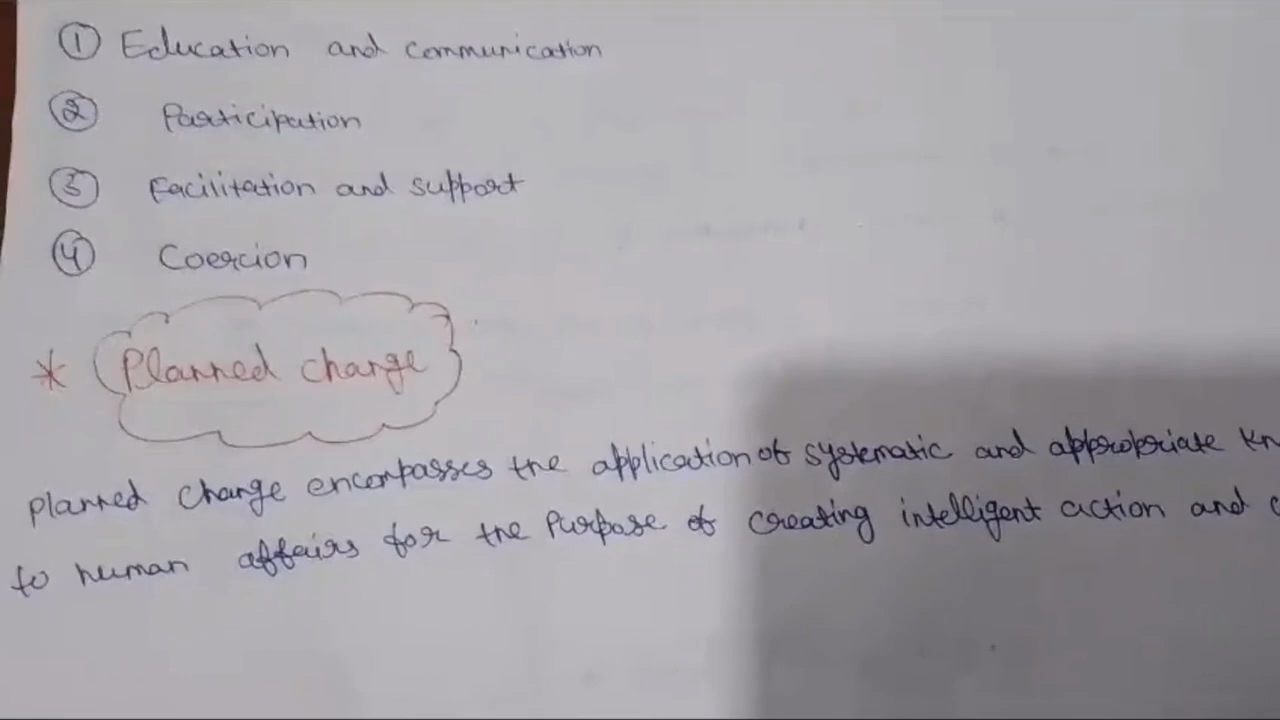 ① Education and communication
② Participation
③ Facilitation and support
④ Coercion
* Planned change
Planned change encompasses the application of systematic and appropriate
to human affairs for the purpose of creating intelligent action and